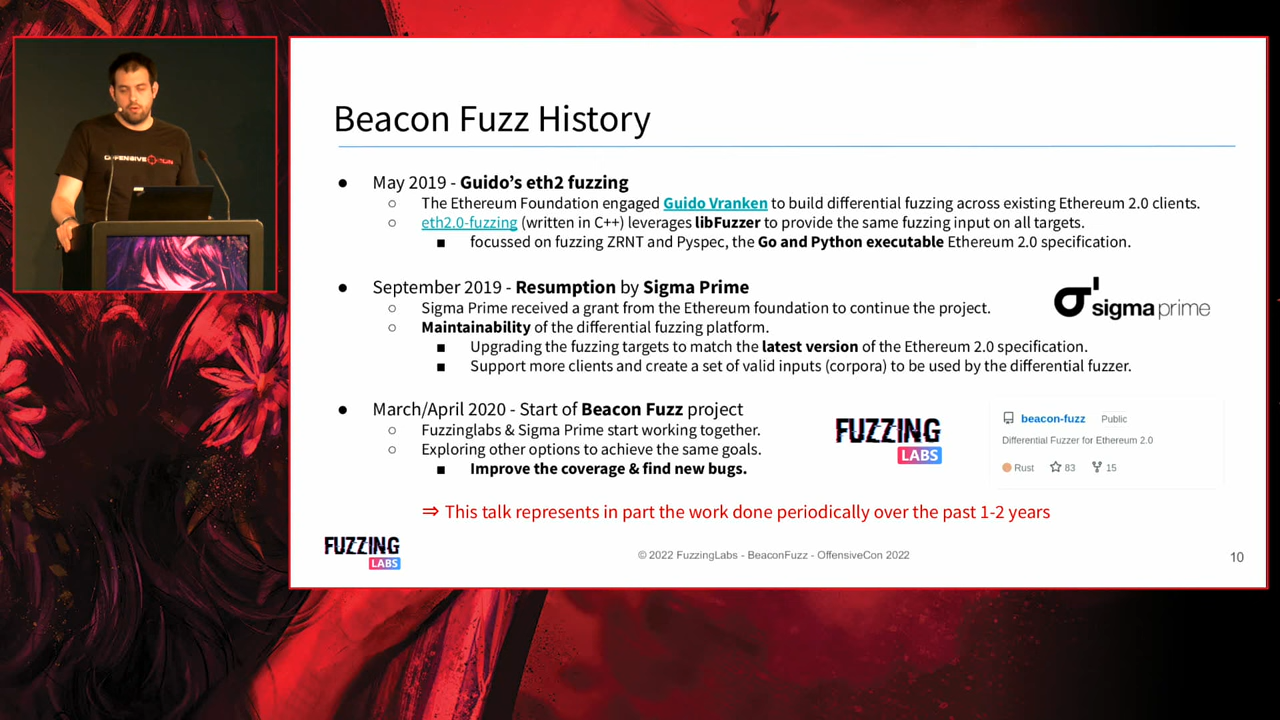 OFFENSIVE CON
Beacon Fuzz History
● May 2019 - Guido’s eth2 fuzzing
○ The Ethereum Foundation engaged Guido Vranken to build differential fuzzing across existing Ethereum 2.0 clients.
○ eth2.0-fuzzing (written in C++) leverages libFuzzer to provide the same fuzzing input on all targets.
■ focussed on fuzzing ZRNT and Pyspec, the Go and Python executable Ethereum 2.0 specification.
● September 2019 - Resumption by Sigma Prime
○ Sigma Prime received a grant from the Ethereum foundation to continue the project.
○ Maintainability of the differential fuzzing platform.
■ Upgrading the fuzzing targets to match the latest version of the Ethereum 2.0 specification.
■ Support more clients and create a set of valid inputs (corpora) to be used by the differential fuzzer.
sigma prime
● March/April 2020 - Start of Beacon Fuzz project
○ Fuzzinglabs & Sigma Prime start working together.
○ Exploring other options to achieve the same goals.
■ Improve the coverage & find new bugs.
FUZZING
LABS
beacon-fuzz Public
Differential Fuzzer for Ethereum 2.0
Rust 83 15
⇒ This talk represents in part the work done periodically over the past 1-2 years
FUZZING
LABS
© 2022 FuzzingLabs - BeaconFuzz - OffensiveCon 2022
10